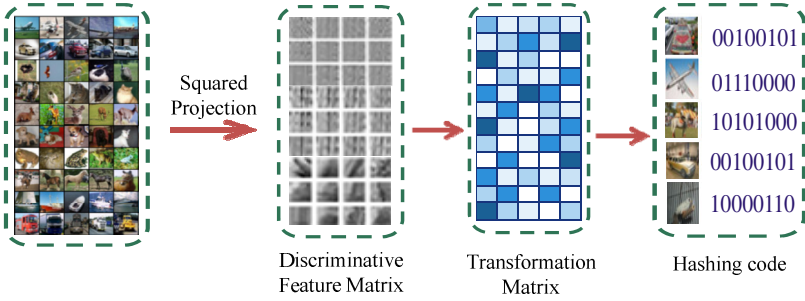 Squared
Projection
00100101
01110000
10101000
00100101
10000110
Discriminative
Feature Matrix
Transformation
Matrix
Hashing code